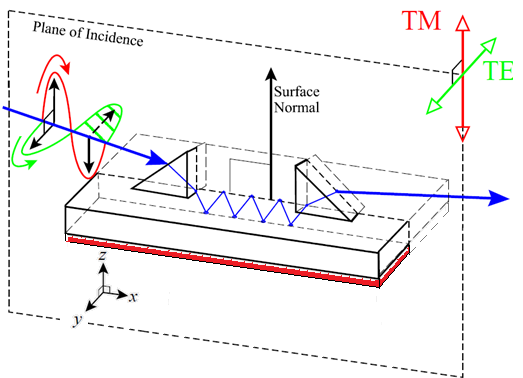 Plane of Incidence
TM
TE
Surface
Normal
z
x
y